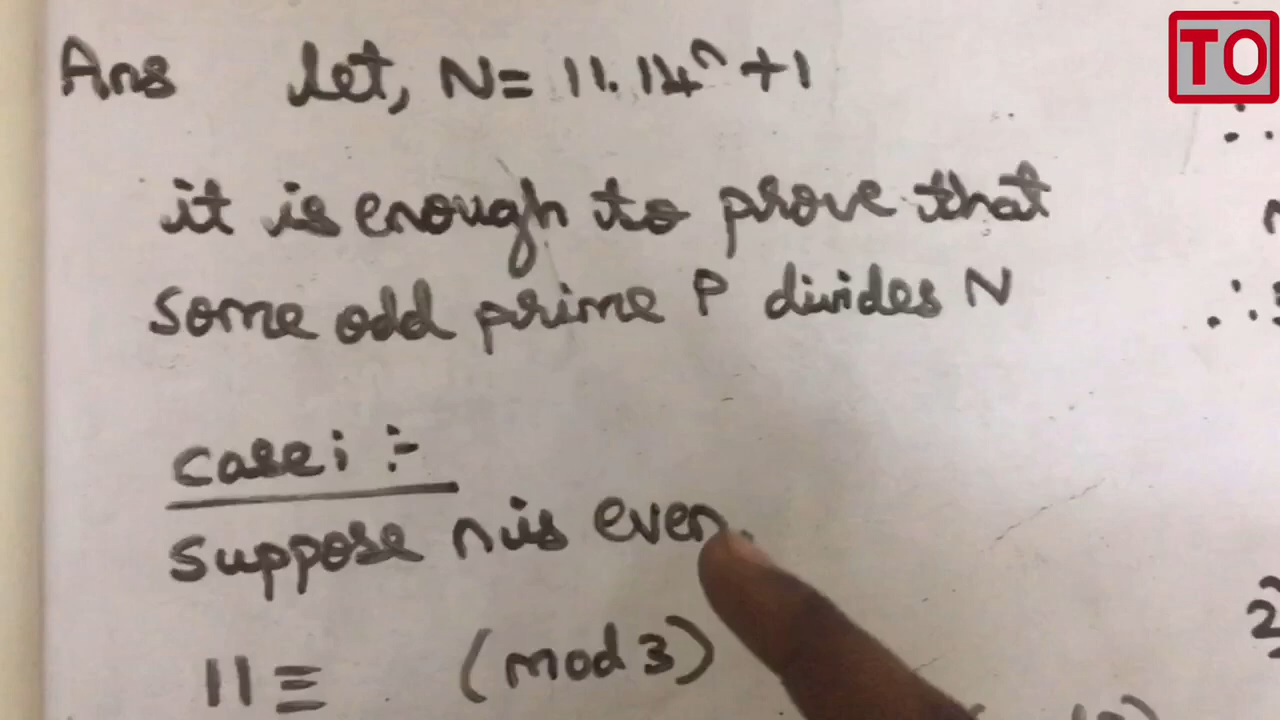 TO
Ans let, N = 11.14ⁿ + 1
it is enough to prove that
some odd prime P divides N
case i :-
suppose n is even.
11 ≡ (mod 3)